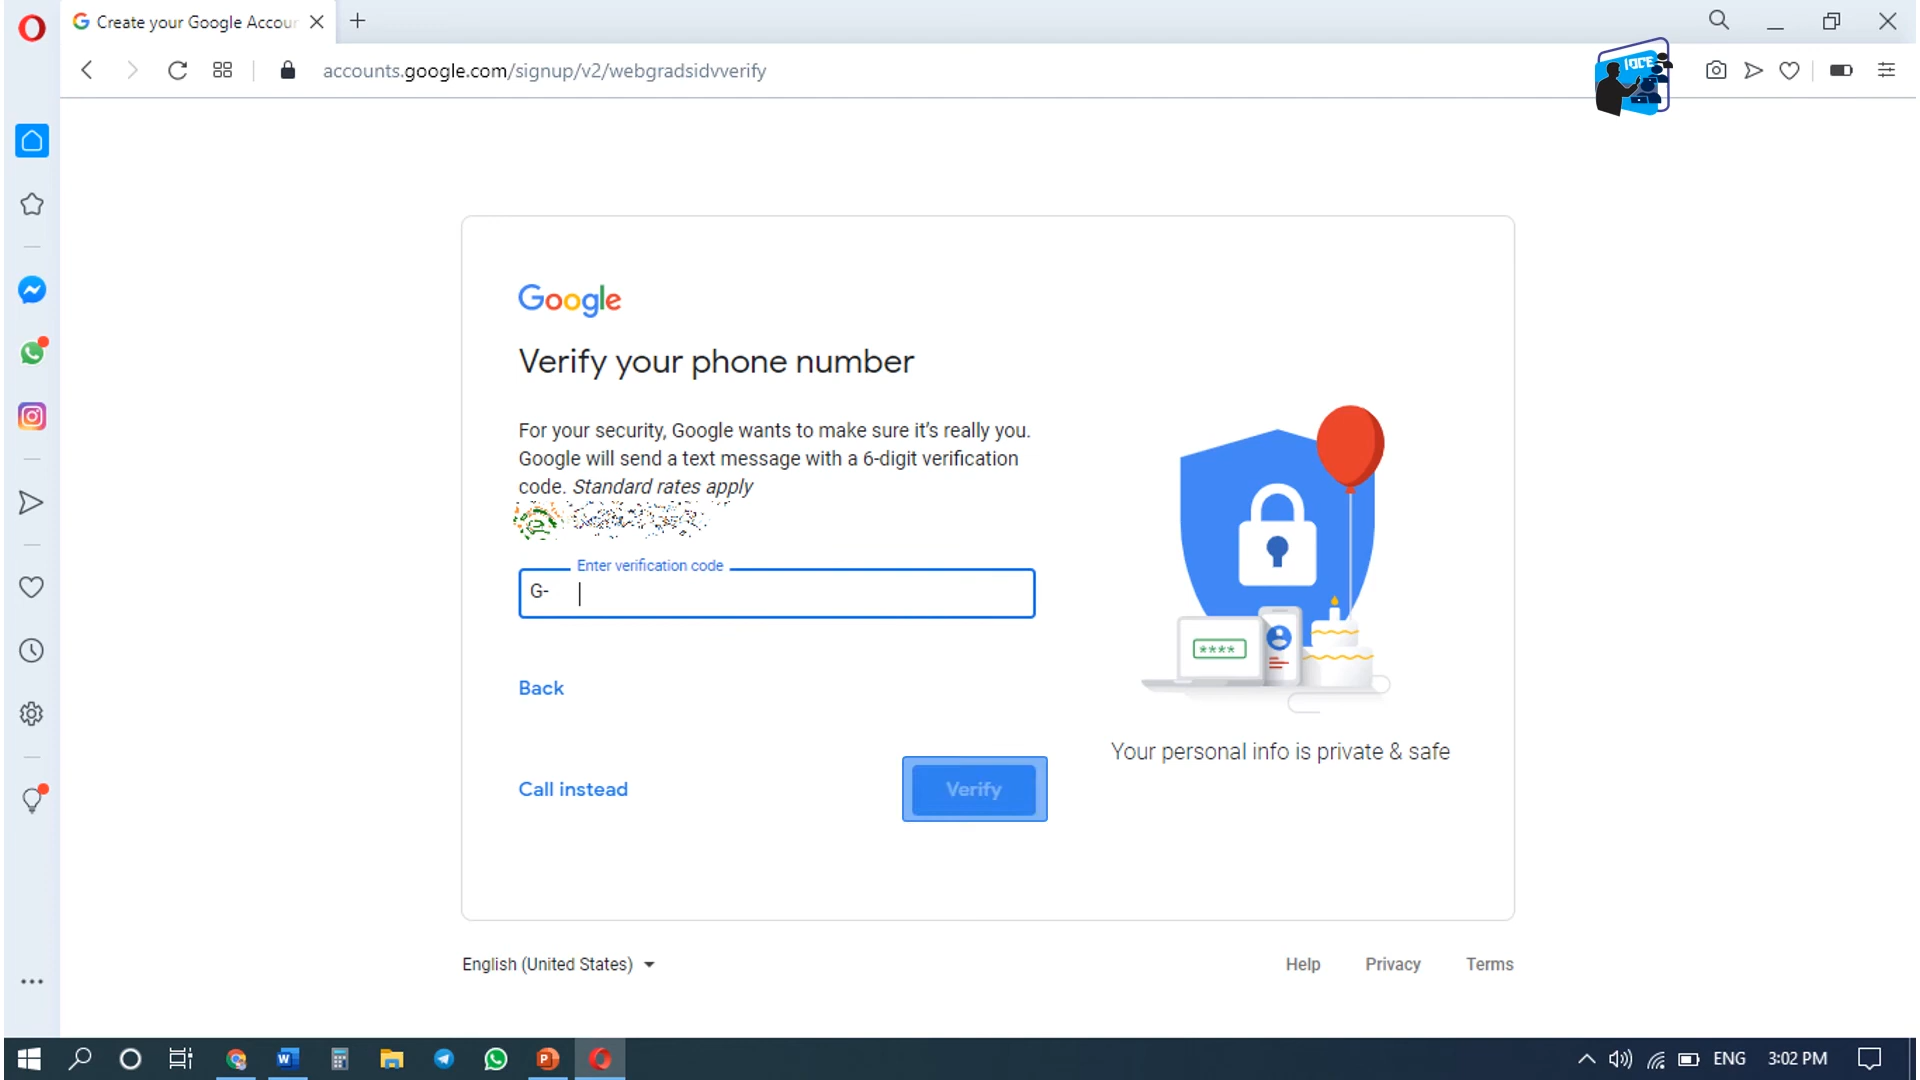 Create your Google Accour
accounts.google.com/signup/v2/webgradsidvverify
IOCE
Google
Verify your phone number
For your security, Google wants to make sure it's really you.
Google will send a text message with a 6-digit verification
code. Standard rates apply
Enter verification code
G-
Back
Call instead
Verify
****
Your personal info is private & safe
English (United States)
Help
Privacy
Terms
ENG
3:02 PM